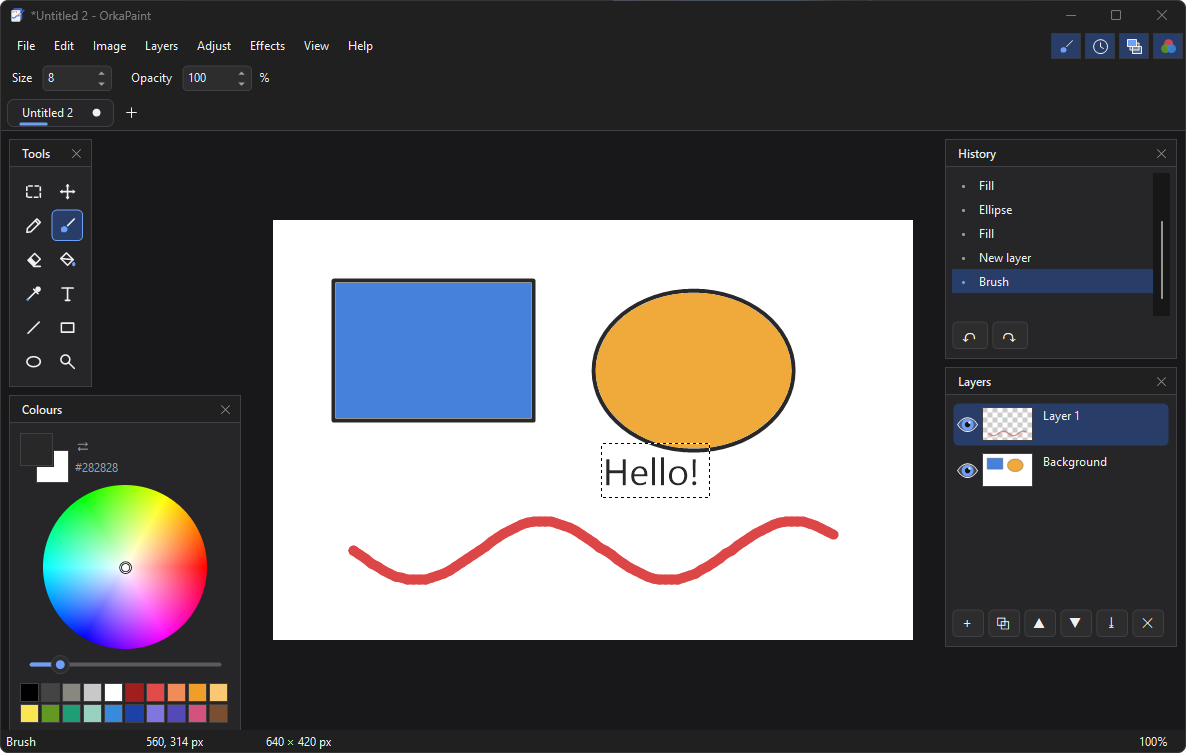 *Untitled 2 - OrkaPaint
File Edit Image Layers Adjust Effects View Help
Size 8 Opacity 100 %
Untitled 2
Tools
History
Fill
Ellipse
Fill
New layer
Brush
Hello!
Layers
Layer 1
Background
Colours
#282828
Brush 560, 314 px 640 × 420 px 100%